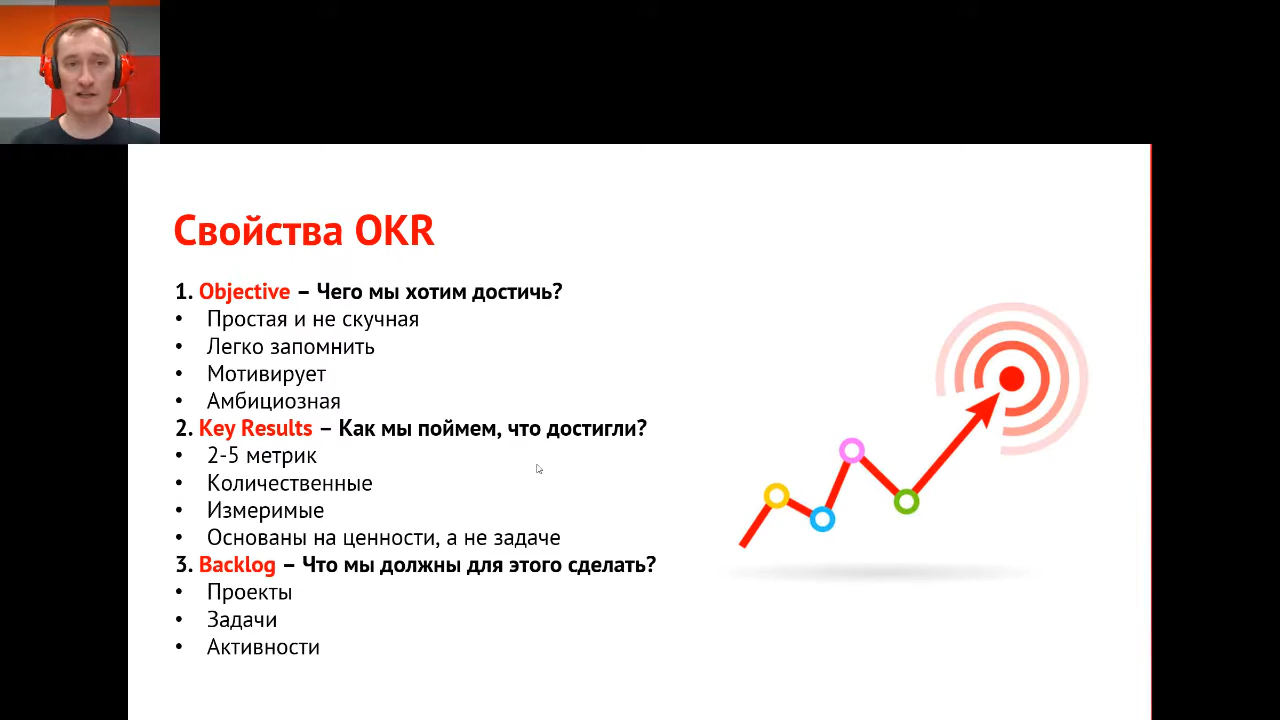 Свойства OKR
1. Objective – Чего мы хотим достичь?
• Простая и не скучная
• Легко запомнить
• Мотивирует
• Амбициозная
2. Key Results – Как мы поймем, что достигли?
• 2-5 метрик
• Количественные
• Измеримые
• Основаны на ценности, а не задаче
3. Backlog – Что мы должны для этого сделать?
• Проекты
• Задачи
• Активности